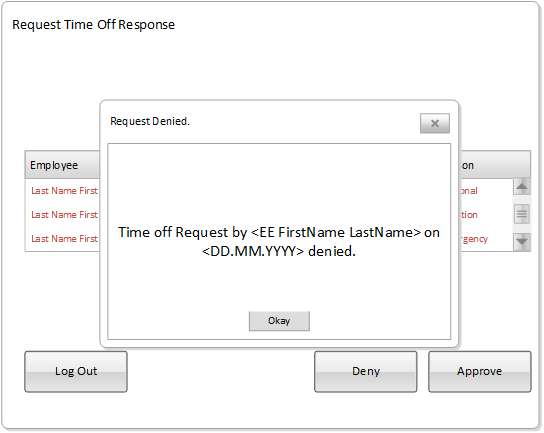 Request Time Off Response
Request Denied.
Employee
on
Last Name First
onal
Last Name First
tion
Last Name First
rgency
Time off Request by <EE FirstName LastName> on
<DD.MM.YYYY> denied.
Okay
Log Out
Deny
Approve